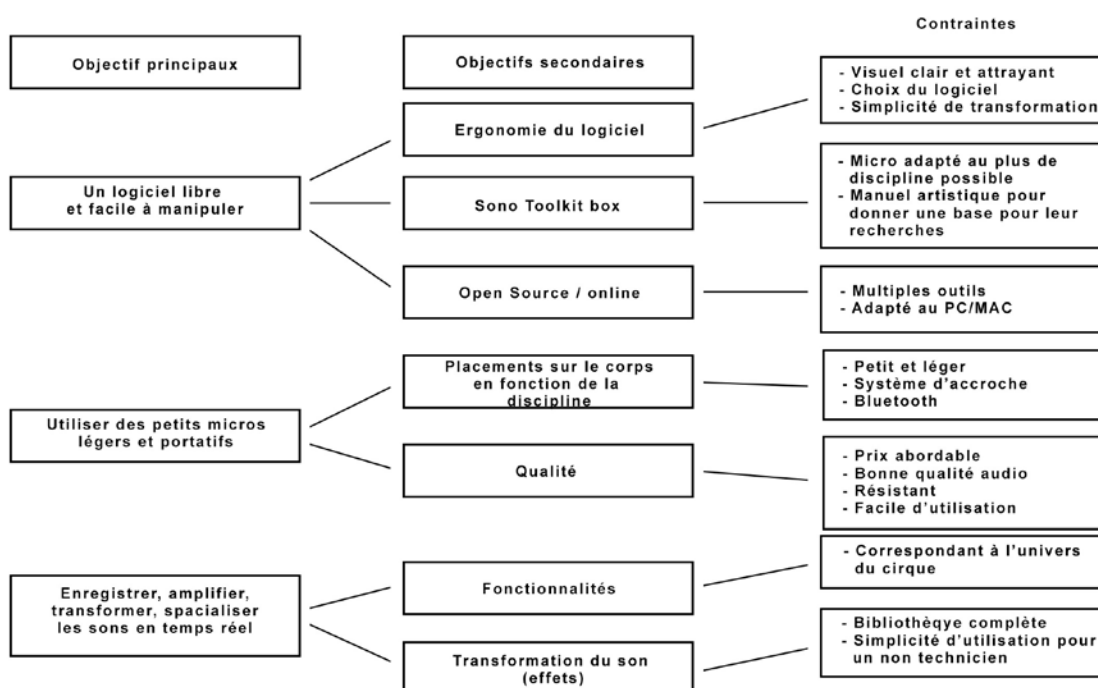 Contraintes
Objectif principaux
Objectifs secondaires
- Visuel clair et attrayant
- Choix du logiciel
- Simplicité de transformation
Ergonomie du logiciel
Un logiciel libre
et facile à manipuler
Sono Toolkit box
- Micro adapté au plus de
discipline possible
- Manuel artistique pour
donner une base pour leur
recherches
Open Source / online
- Multiples outils
- Adapté au PC/MAC
Placements sur le corps
en fonction de la
discipline
- Petit et léger
- Système d'accroche
- Bluetooth
Utiliser des petits micros
légers et portatifs
Qualité
- Prix abordable
- Bonne qualité audio
- Résistant
- Facile d'utilisation
Enregistrer, amplifier,
transformer, spacialiser
les sons en temps réel
Fonctionnalités
- Correspondant à l'univers
du cirque
Transformation du son
(effets)
- Bibliothèqye complète
- Simplicité d'utilisation pour
un non technicien